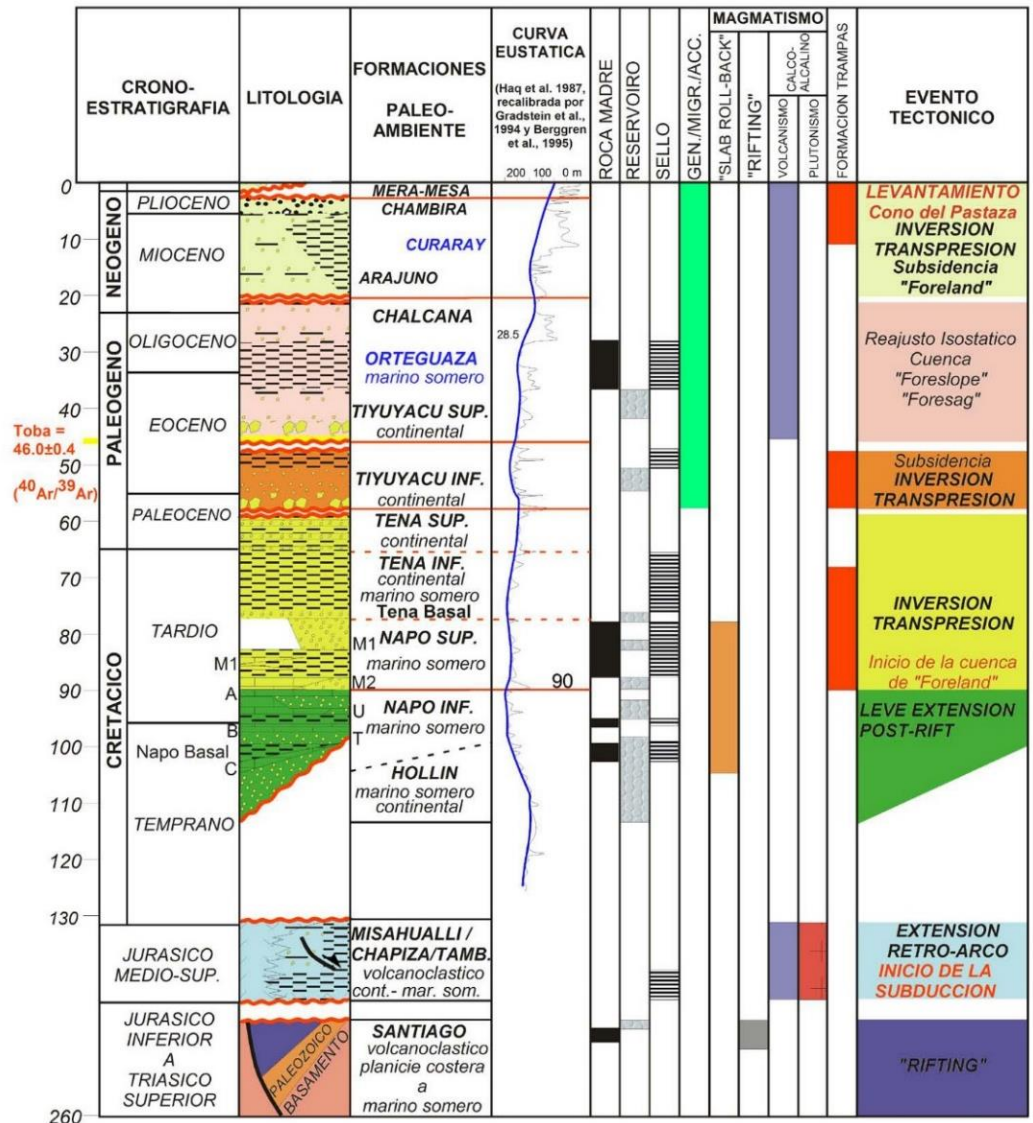 CRONO-
ESTRATIGRAFIA
LITOLOGIA
FORMACIONES
PALEO-
AMBIENTE
CURVA
EUSTATICA
(Haq et al. 1987,
recalibrada por
Gradstein et al.,
1994 y Berggren
et al., 1995)
200 100 0 m
ROCA MADRE
RESERVOIRO
SELLO
GEN./MIGR./ACC.
MAGMATISMO
"SLAB ROLL-BACK"
"RIFTING"
CALCO-
ALCALINO
VOLCANISMO
PLUTONISMO
FORMACION TRAMPAS
EVENTO
TECTONICO
0
10
20
30
40
50
60
70
80
90
100
110
120
130
260
Toba =
46.0±0.4
(40Ar/39Ar)
NEOGENO
PALEOGENO
CRETACICO
PLIOCENO
MIOCENO
OLIGOCENO
EOCENO
PALEOCENO
TARDIO
M1
A
B
Napo Basal
C
TEMPRANO
JURASICO
MEDIO-SUP.
JURASICO
INFERIOR
A
TRIASICO
SUPERIOR
PALEOZOICO
BASAMENTO
MERA-MESA
CHAMBIRA
CURARAY
ARAJUNO
CHALCANA
ORTEGUAZA
marino somero
TIYUYACU SUP.
continental
TIYUYACU INF.
continental
TENA SUP.
continental
TENA INF.
continental
marino somero
Tena Basal
M1 NAPO SUP.
marino somero
M2
NAPO INF.
U
marino somero
T
HOLLIN
marino somero
continental
MISAHUALLI /
CHAPIZA/TAMB.
volcanoclastico
cont.- mar. som.
SANTIAGO
volcanoclastico
planicie costera
a
marino somero
28.5
90
LEVANTAMIENTO
Cono del Pastaza
INVERSION
TRANSPRESION
Subsidencia
"Foreland"
Reajusto Isostatico
Cuenca
"Foreslope"
"Foresag"
Subsidencia
INVERSION
TRANSPRESION
INVERSION
TRANSPRESION
Inicio de la cuenca
de "Foreland"
LEVE EXTENSION
POST-RIFT
EXTENSION
RETRO-ARCO
INICIO DE LA
SUBDUCCION
"RIFTING"